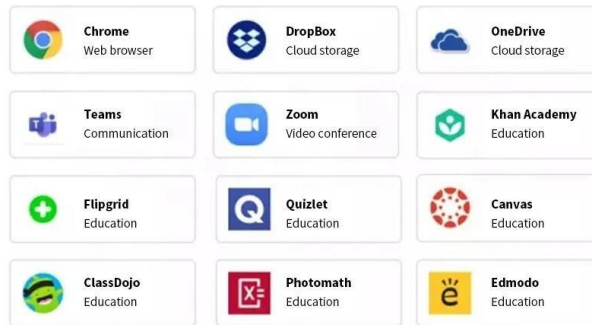 Chrome
Web browser
DropBox
Cloud storage
OneDrive
Cloud storage
Teams
Communication
Zoom
Video conference
Khan Academy
Education
Flipgrid
Education
Quizlet
Education
Canvas
Education
ClassDojo
Education
Photomath
Education
Edmodo
Education